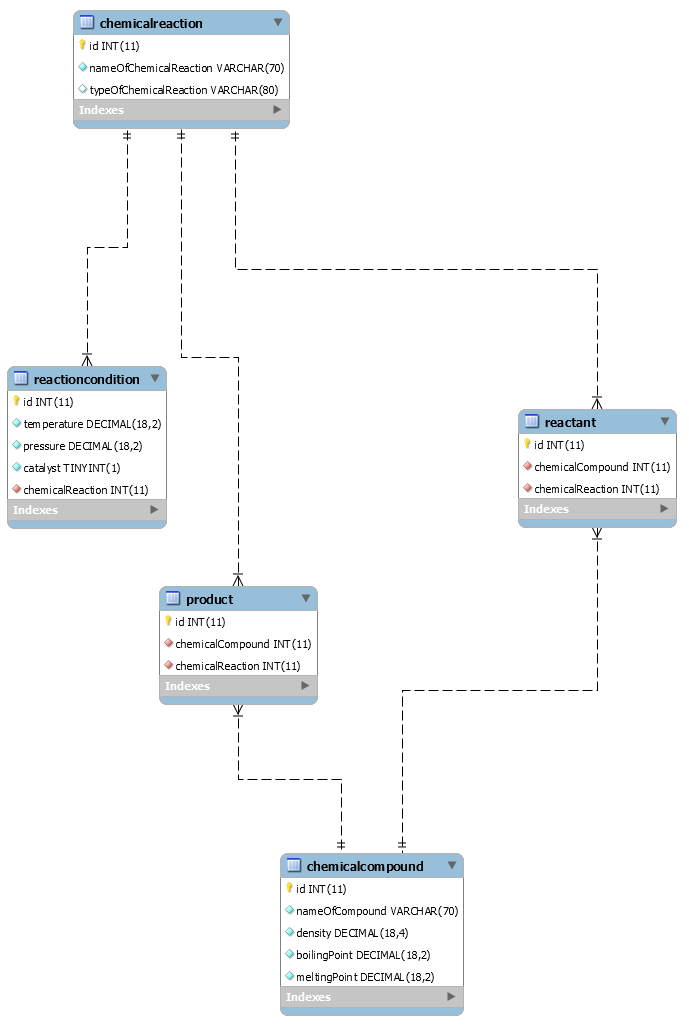 chemicalreaction
id INT(11)
nameOfChemicalReaction VARCHAR(70)
typeOfChemicalReaction VARCHAR(80)
Indexes
reactioncondition
id INT(11)
temperature DECIMAL(18,2)
pressure DECIMAL(18,2)
catalyst TINYINT(1)
chemicalReaction INT(11)
Indexes
reactant
id INT(11)
chemicalCompound INT(11)
chemicalReaction INT(11)
Indexes
product
id INT(11)
chemicalCompound INT(11)
chemicalReaction INT(11)
Indexes
chemicalcompound
id INT(11)
nameOfCompound VARCHAR(70)
density DECIMAL(18,4)
boilingPoint DECIMAL(18,2)
meltingPoint DECIMAL(18,2)
Indexes